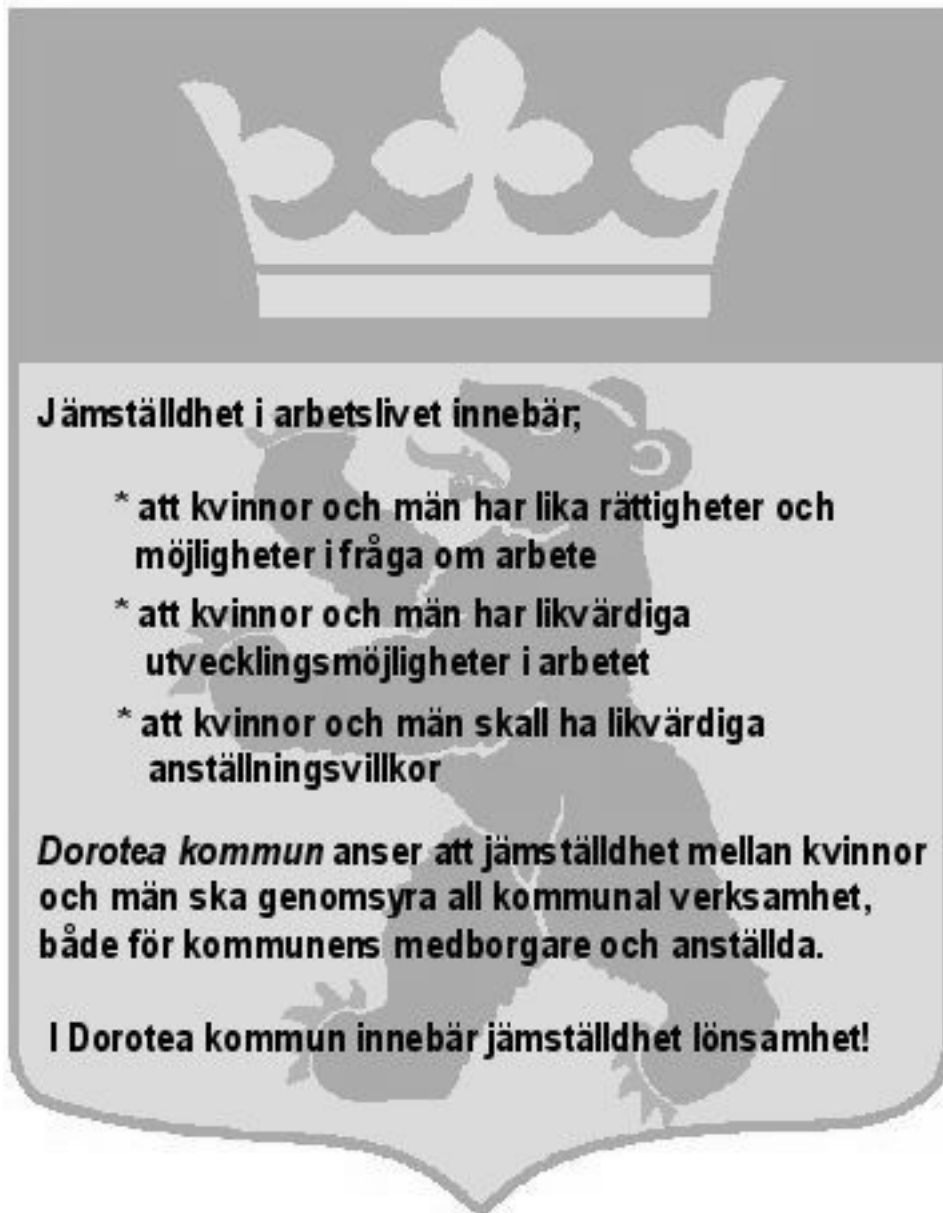 Jämställdhet i arbetslivet innebär;
* att kvinnor och män har lika rättigheter och
möjligheter i fråga om arbete
* att kvinnor och män har likvärdiga
utvecklingsmöjligheter i arbetet
* att kvinnor och män skall ha likvärdiga
anställningsvillkor
Dorotea kommun anser att jämställdhet mellan kvinnor
och män ska genomsyra all kommunal verksamhet,
både för kommunens medborgare och anställda.
I Dorotea kommun innebär jämställdhet lönsamhet!